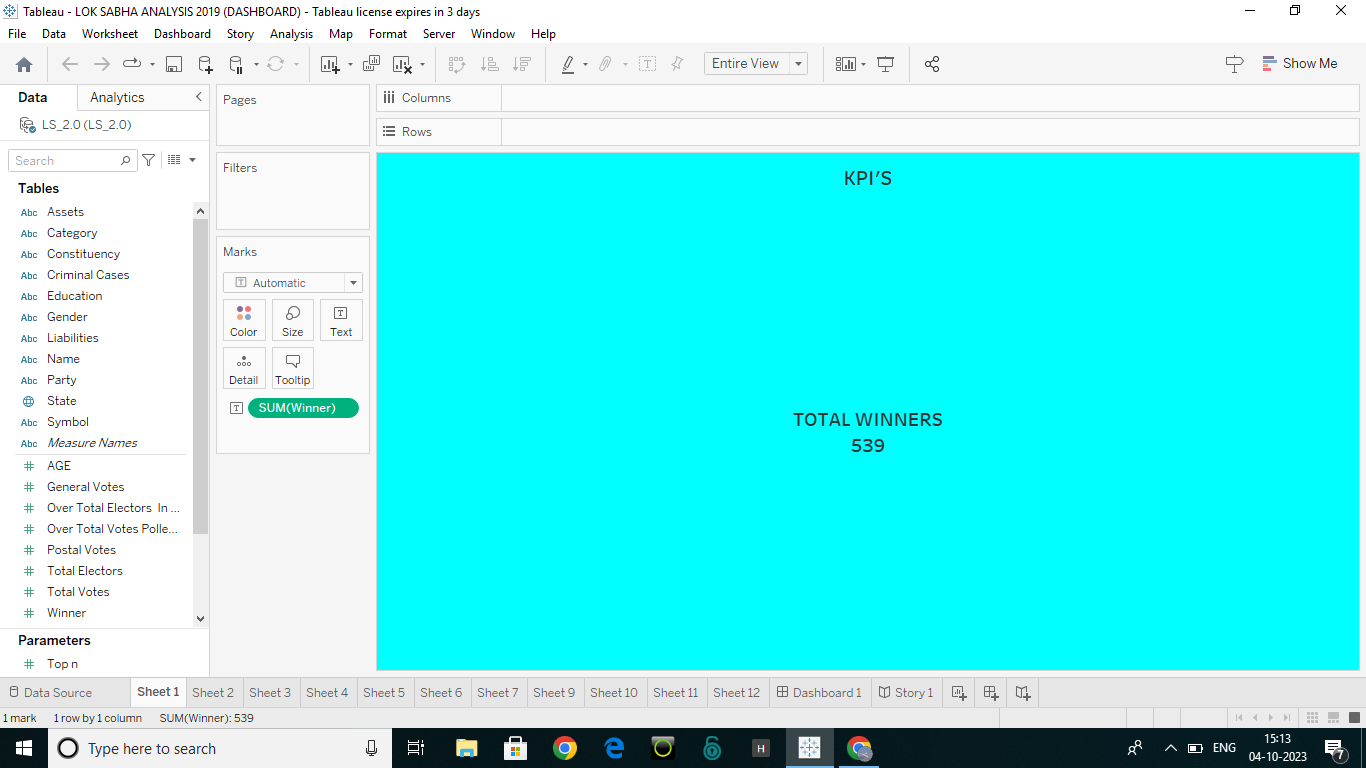 Tableau - LOK SABHA ANALYSIS 2019 (DASHBOARD) - Tableau license expires in 3 days
File Data Worksheet Dashboard Story Analysis Map Format Server Window Help
Entire View
Show Me
Data Analytics
LS_2.0 (LS_2.0)
Search
Tables
Abc Assets
Abc Category
Abc Constituency
Abc Criminal Cases
Abc Education
Abc Gender
Abc Liabilities
Abc Name
Abc Party
State
Abc Symbol
Abc Measure Names
# AGE
# General Votes
# Over Total Electors In ...
# Over Total Votes Polle...
# Postal Votes
# Total Electors
# Total Votes
# Winner
Parameters
# Top n
Pages
Filters
Marks
T Automatic
Color Size T Text
Detail Tooltip
T SUM(Winner)
Columns
Rows
KPI'S
TOTAL WINNERS
539
Data Source Sheet 1 Sheet 2 Sheet 3 Sheet 4 Sheet 5 Sheet 6 Sheet 7 Sheet 9 Sheet 10 Sheet 11 Sheet 12 Dashboard 1 Story 1
1 mark 1 row by 1 column SUM(Winner): 539
Type here to search
H
ENG
15:13
04-10-2023
7